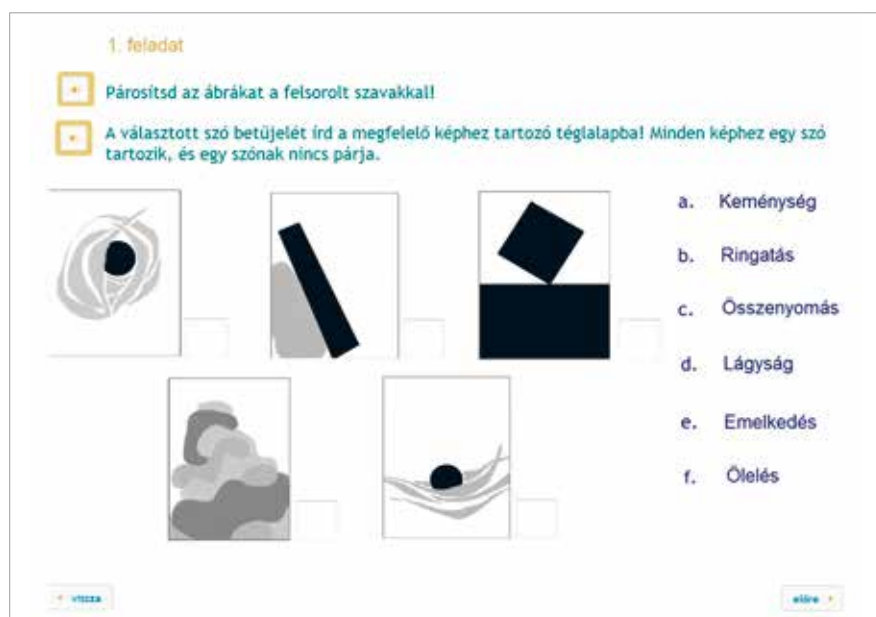 1. feladat
Párosítsd az ábrákat a felsorolt szavakkal!
A választott szó betűjelét írd a megfelelő képhez tartozó téglalapba! Minden képhez egy szó
tartozik, és egy szónak nincs párja.
a. Keménység
b. Ringatás
c. Összenyomás
d. Lágyság
e. Emelkedés
f. Ölelés
vissza
előre